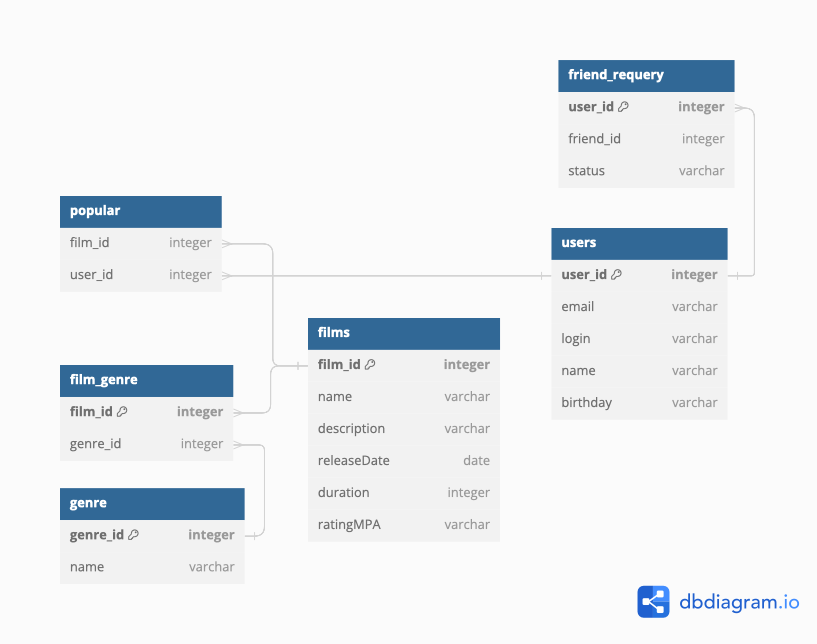 friend_requery
user_id integer
friend_id integer
status varchar
popular
film_id integer
user_id integer
users
user_id integer
email varchar
login varchar
name varchar
birthday varchar
films
film_id integer
name varchar
description varchar
releaseDate date
duration integer
ratingMPA varchar
film_genre
film_id integer
genre_id integer
genre
genre_id integer
name varchar
dbdiagram.io